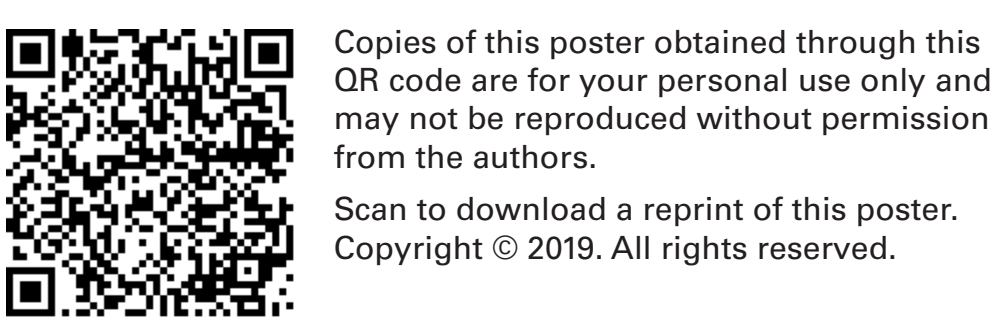 Copies of this poster obtained through this
QR code are for your personal use only and
may not be reproduced without permission
from the authors.
Scan to download a reprint of this poster.
Copyright © 2019. All rights reserved.